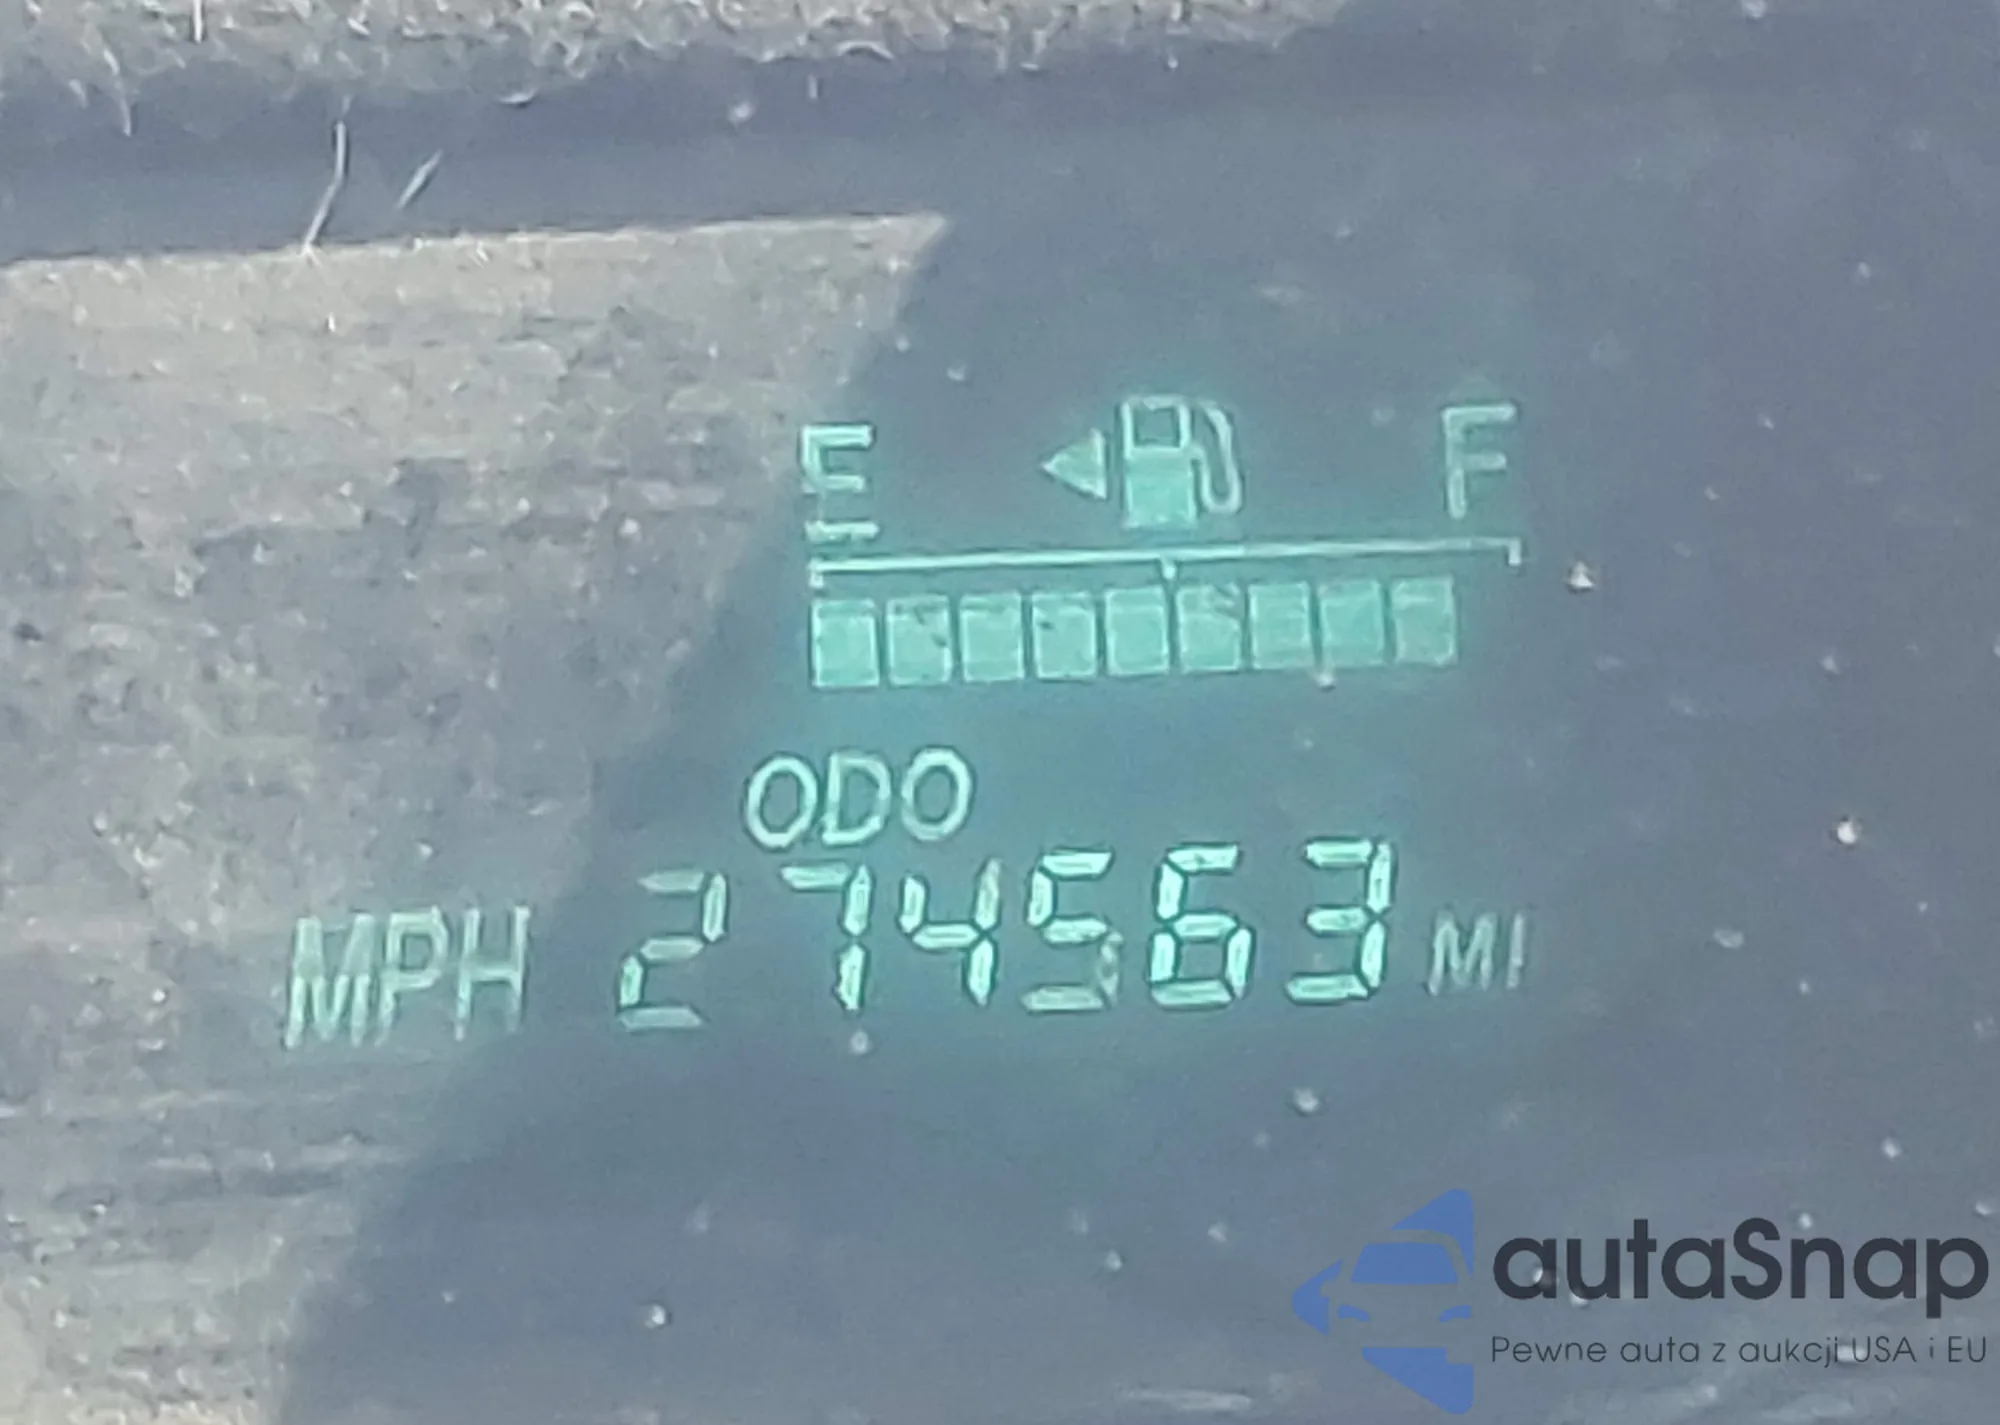 E F
ODO
MPH 274563 MI
autaSnap
Pewne auta z aukcji USA i EU